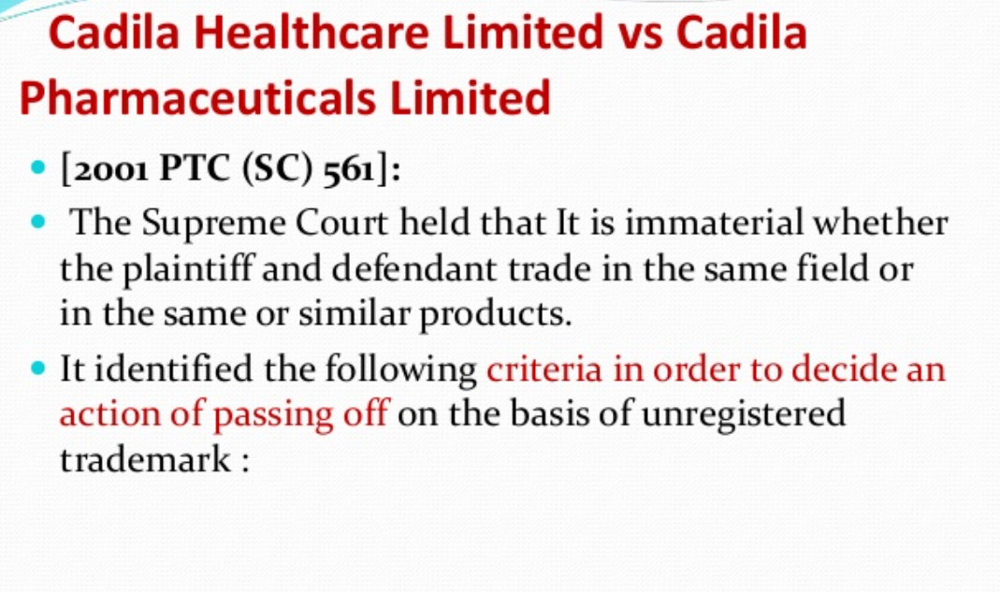 Cadila Healthcare Limited vs Cadila
Pharmaceuticals Limited
• [2001 PTC (SC) 561]:
• The Supreme Court held that It is immaterial whether
the plaintiff and defendant trade in the same field or
in the same or similar products.
• It identified the following criteria in order to decide an
action of passing off on the basis of unregistered
trademark :